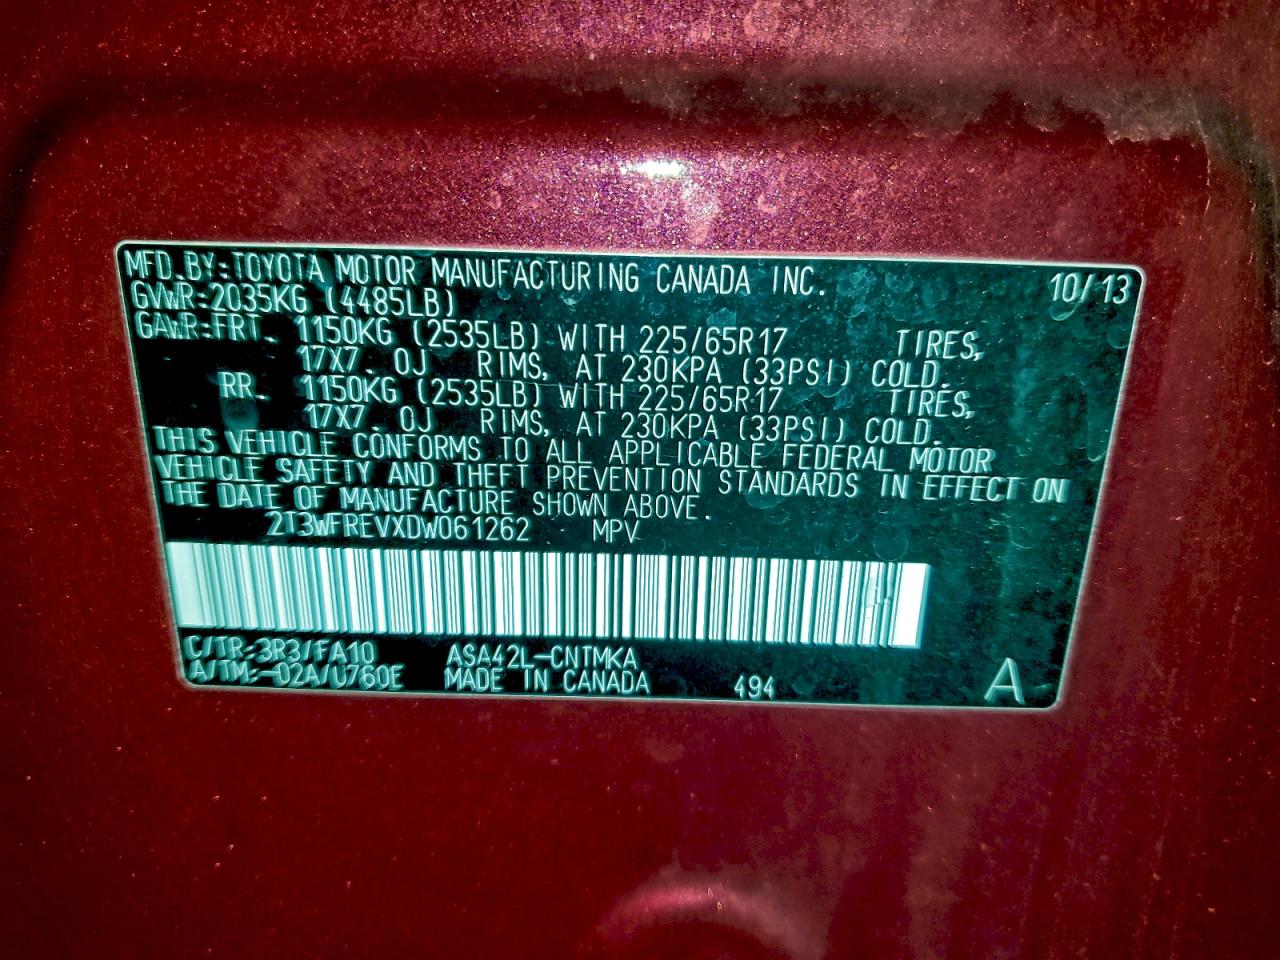 MFD.BY:TOYOTA MOTOR MANUFACTURING CANADA INC. 10/13
GVWR:2035KG (4485LB)
GAWR:FRT. 1150KG (2535LB) WITH 225/65R17 TIRES,
17X7.0J RIMS, AT 230KPA (33PSI) COLD.
RR. 1150KG (2535LB) WITH 225/65R17 TIRES,
17X7.0J RIMS, AT 230KPA (33PSI) COLD.
THIS VEHICLE CONFORMS TO ALL APPLICABLE FEDERAL MOTOR
VEHICLE SAFETY AND THEFT PREVENTION STANDARDS IN EFFECT ON
THE DATE OF MANUFACTURE SHOWN ABOVE.
2T3WFREVXDW061262 MPV
C/TR:3R3/FA10 ASA42L-CNTMKA
A/TM:-02A/U760E MADE IN CANADA 494 A